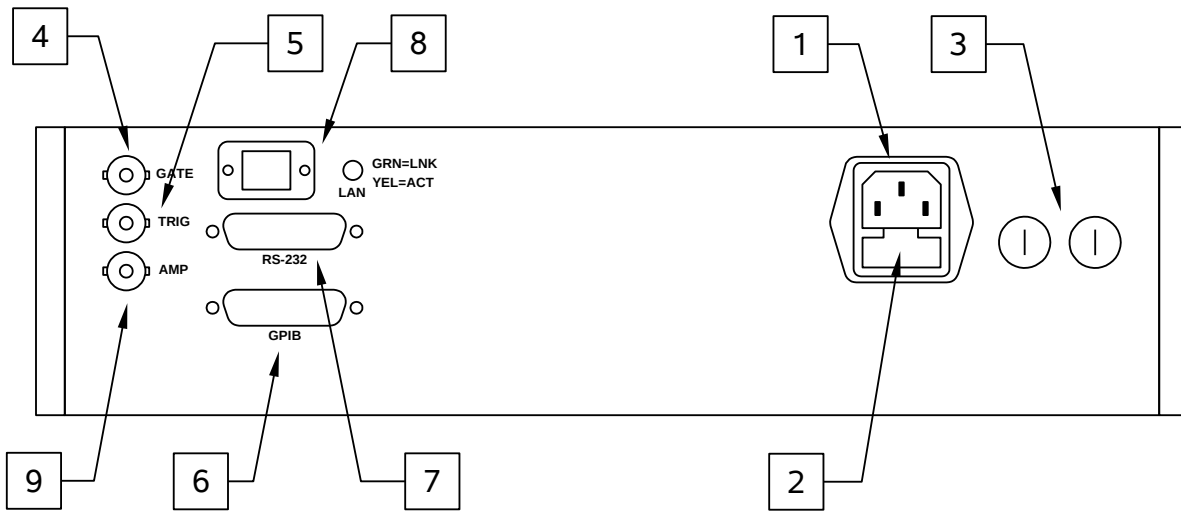 4
5
8
1
3
GATE
GRN=LNK
YEL=ACT
LAN
TRIG
RS-232
AMP
GPIB
9
6
7
2